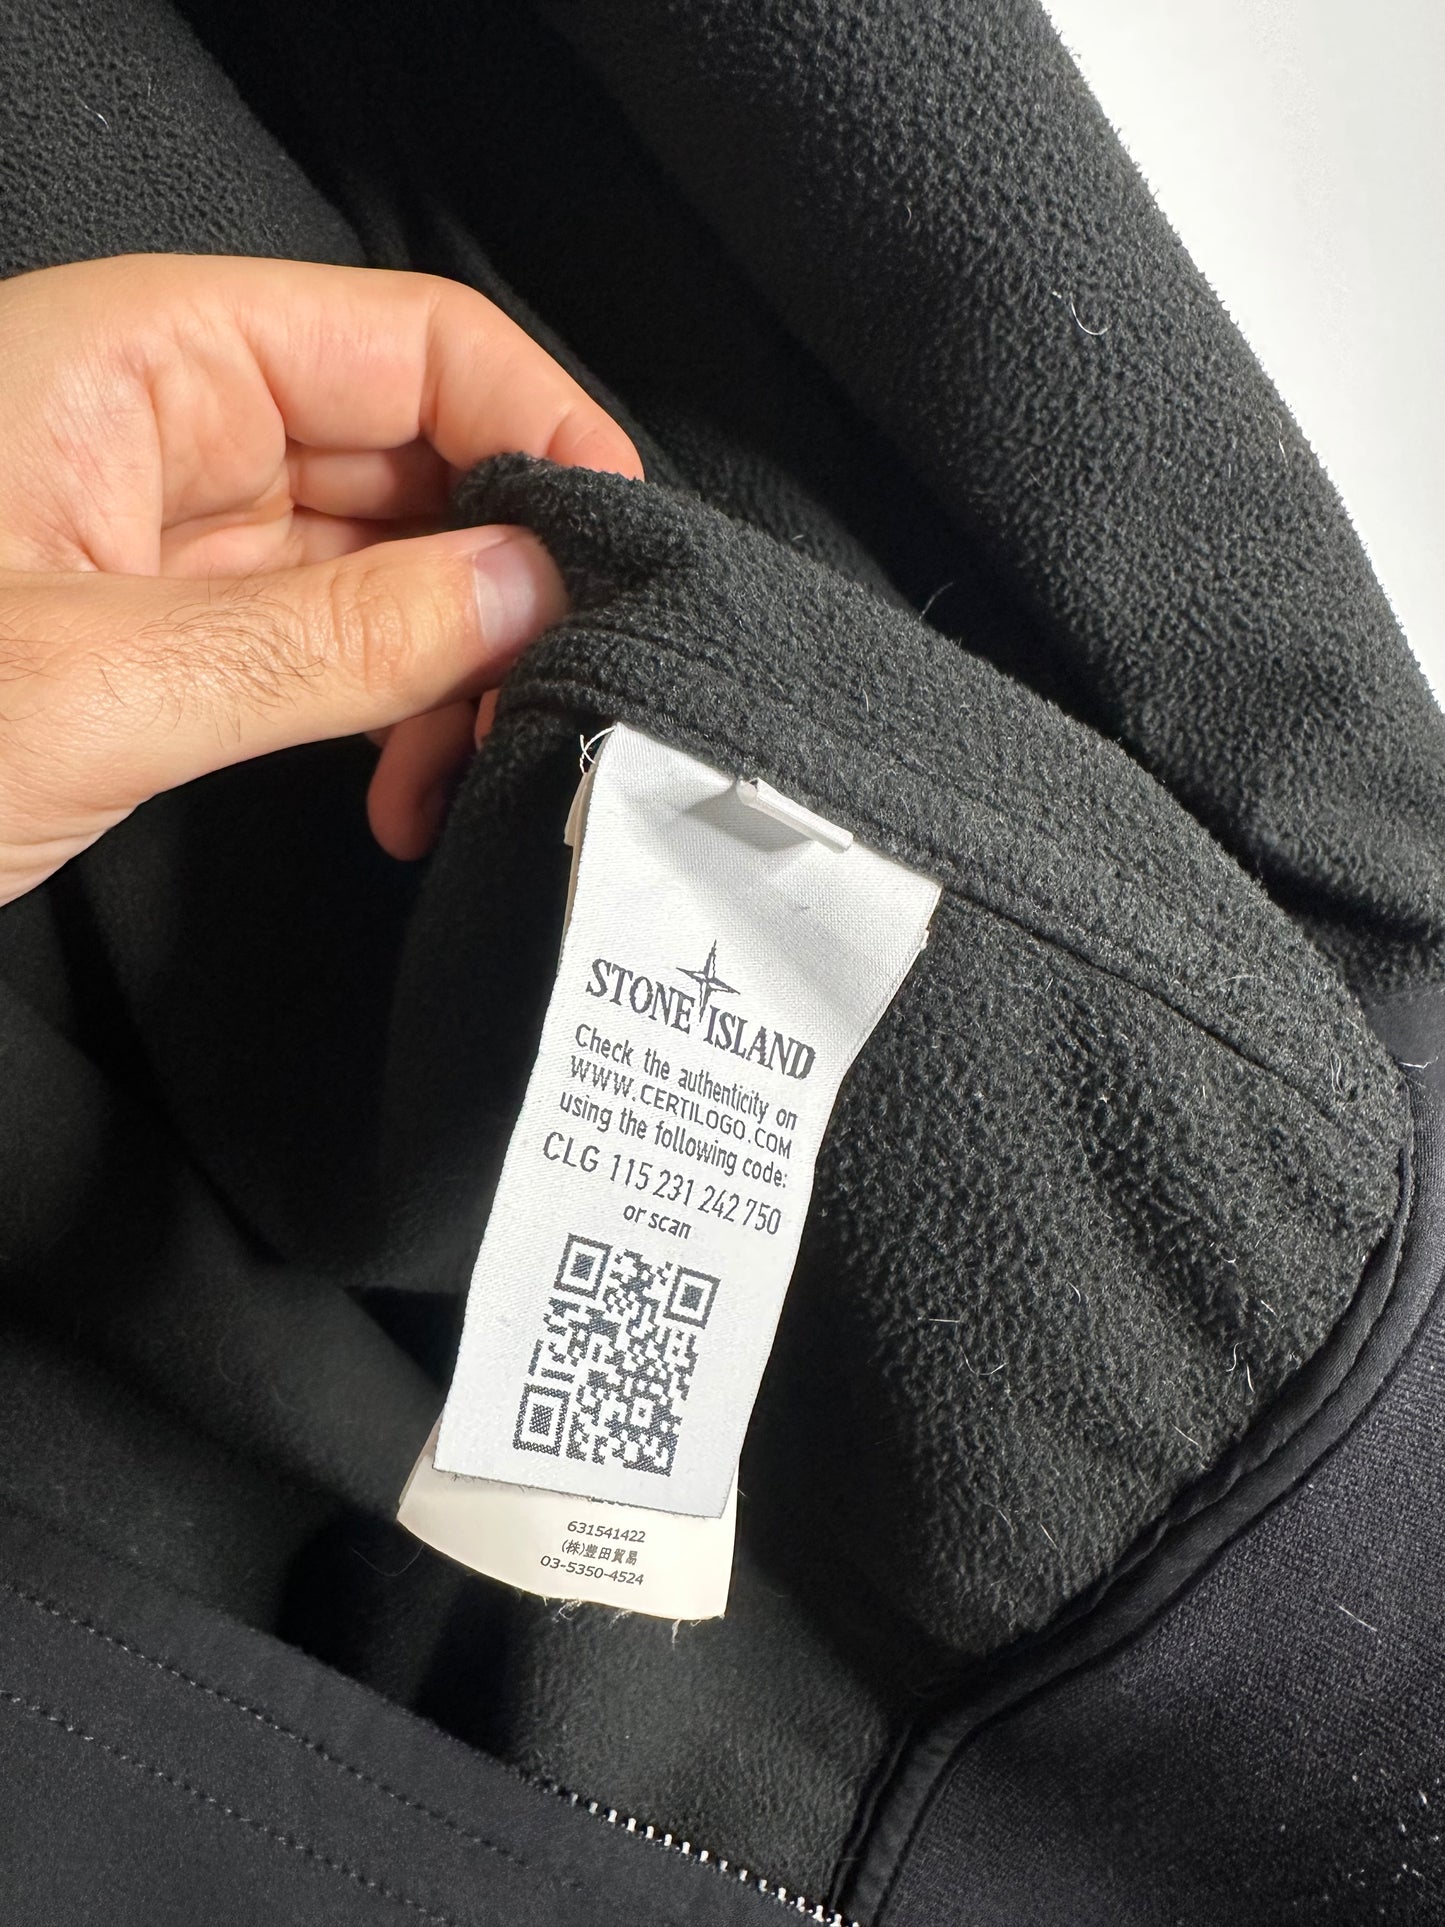 STONE ISLAND
Check the authenticity on
WWW.CERTILOGO.COM
using the following code:
CLG 115 231 242 750
or scan
631541422
(株)豊田貿易
03-5350-4524